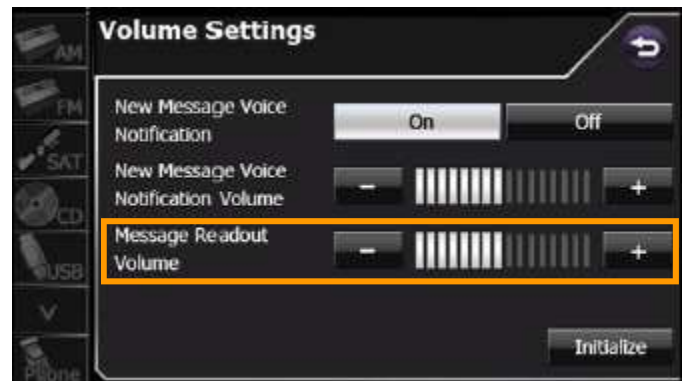 Volume Settings
AM
FM
SAT
CD
USB
Phone
New Message Voice
Notification
On
Off
New Message Voice
Notification Volume
-
+
Message Readout
Volume
-
+
Initialize